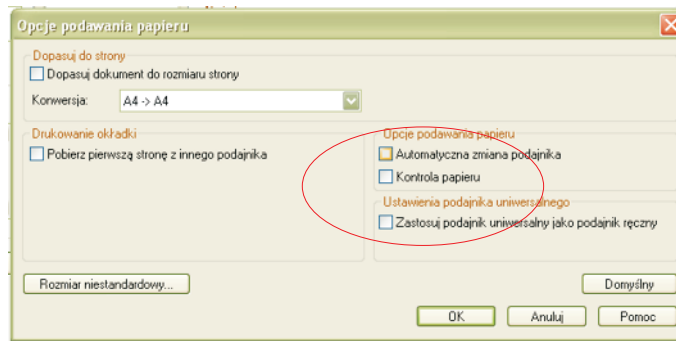 Opcje podawania papieru
Dopasuj do strony
Dopasuj dokument do rozmiaru strony
Konwersja: A4 -> A4
Drukowanie okładki
Pobierz pierwszą stronę z innego podajnika
Opcje podawania papieru
Automatyczna zmiana podajnika
Kontrola papieru
Ustawienia podajnika uniwersalnego
Zastosuj podajnik uniwersalny jako podajnik ręczny
Rozmiar niestandardowy...
Domyślny
OK Anuluj Pomoc